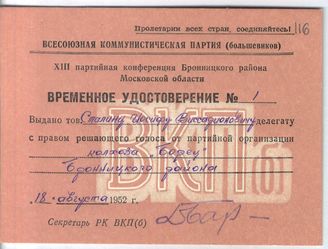 Пролетарии всех стран, соединяйтесь!
116
ВСЕСОЮЗНАЯ КОММУНИСТИЧЕСКАЯ ПАРТИЯ (большевиков)
XIII партийная конференция Бронницкого района
Московской области
ВРЕМЕННОЕ УДОСТОВЕРЕНИЕ № 1
Выдано тов. Сталину Иосифу Виссарионовичу делегату
с правом решающего голоса от партийной организации
колхоза "Борец"
Бронницкого района
ВКП(б)
"18" августа 1952 г.
Секретарь РК ВКП(б)